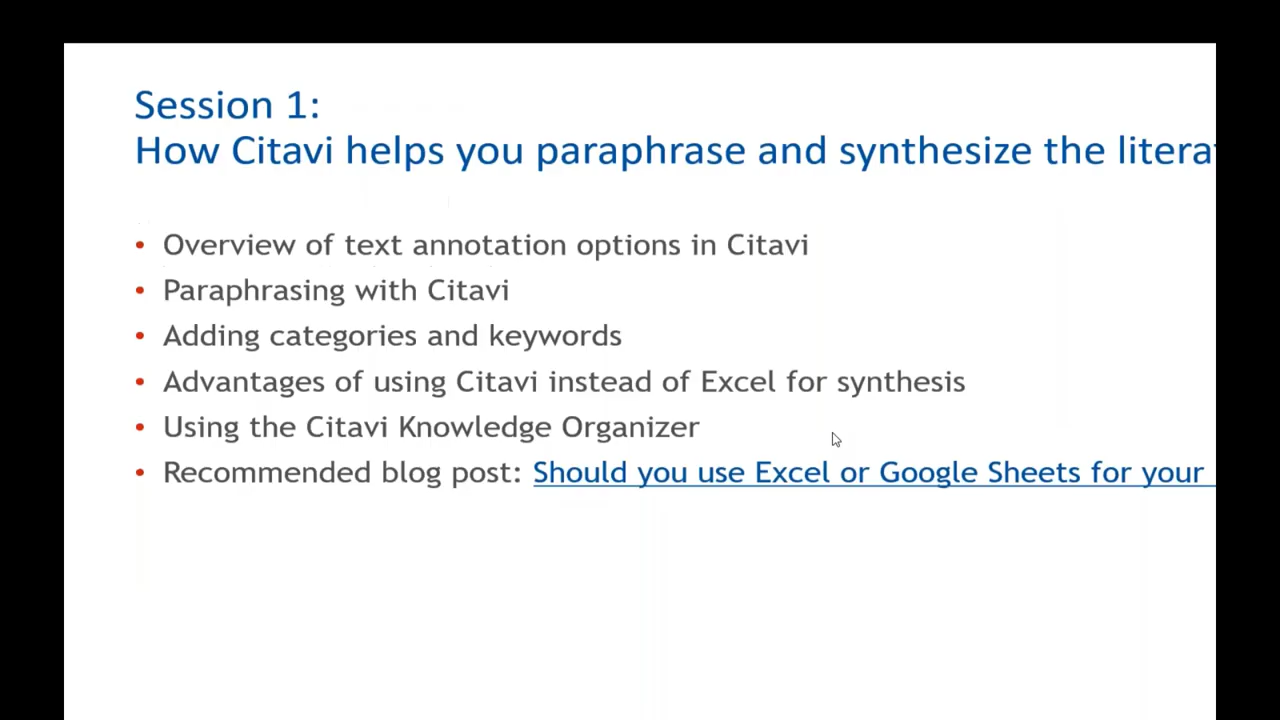 Session 1:
How Citavi helps you paraphrase and synthesize the
• Overview of text annotation options in Citavi
• Paraphrasing with Citavi
• Adding categories and keywords
• Advantages of using Citavi instead of Excel for synthesis
• Using the Citavi Knowledge Organizer
• Recommended blog post: Should you use Excel or Google Sheets for your